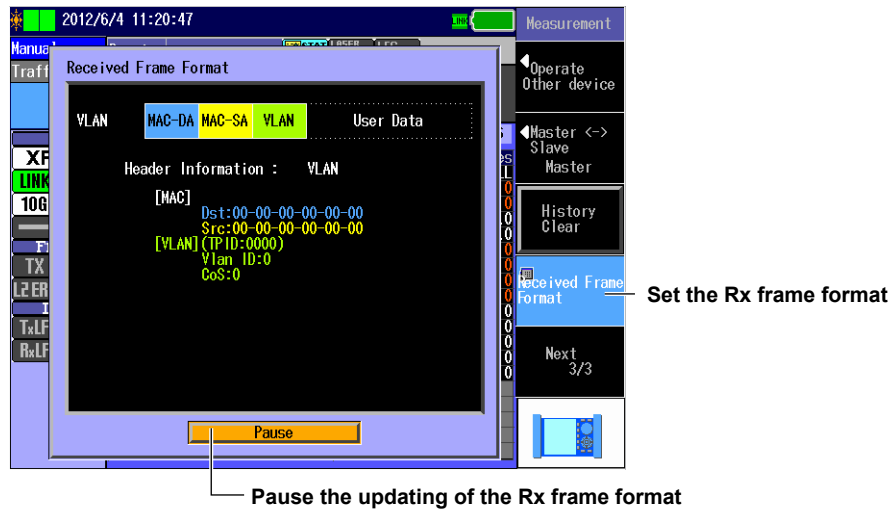 2012/6/4 11:20:47
LINK
Measurement
Manua
LASER
Traff
Received Frame Format
VLAN MAC-DA MAC-SA VLAN User Data
Header Information : VLAN
[MAC]
Dst:00-00-00-00-00-00
Src:00-00-00-00-00-00
[VLAN](TPID:0000)
Vlan ID:0
CoS:0
Pause
XF
LINK
10G
TX
L2 ER
TxLF
RxLF
Operate
Other device
Master <->
Slave
Master
History
Clear
Received Frame
Format
Next
3/3
Set the Rx frame format
Pause the updating of the Rx frame format